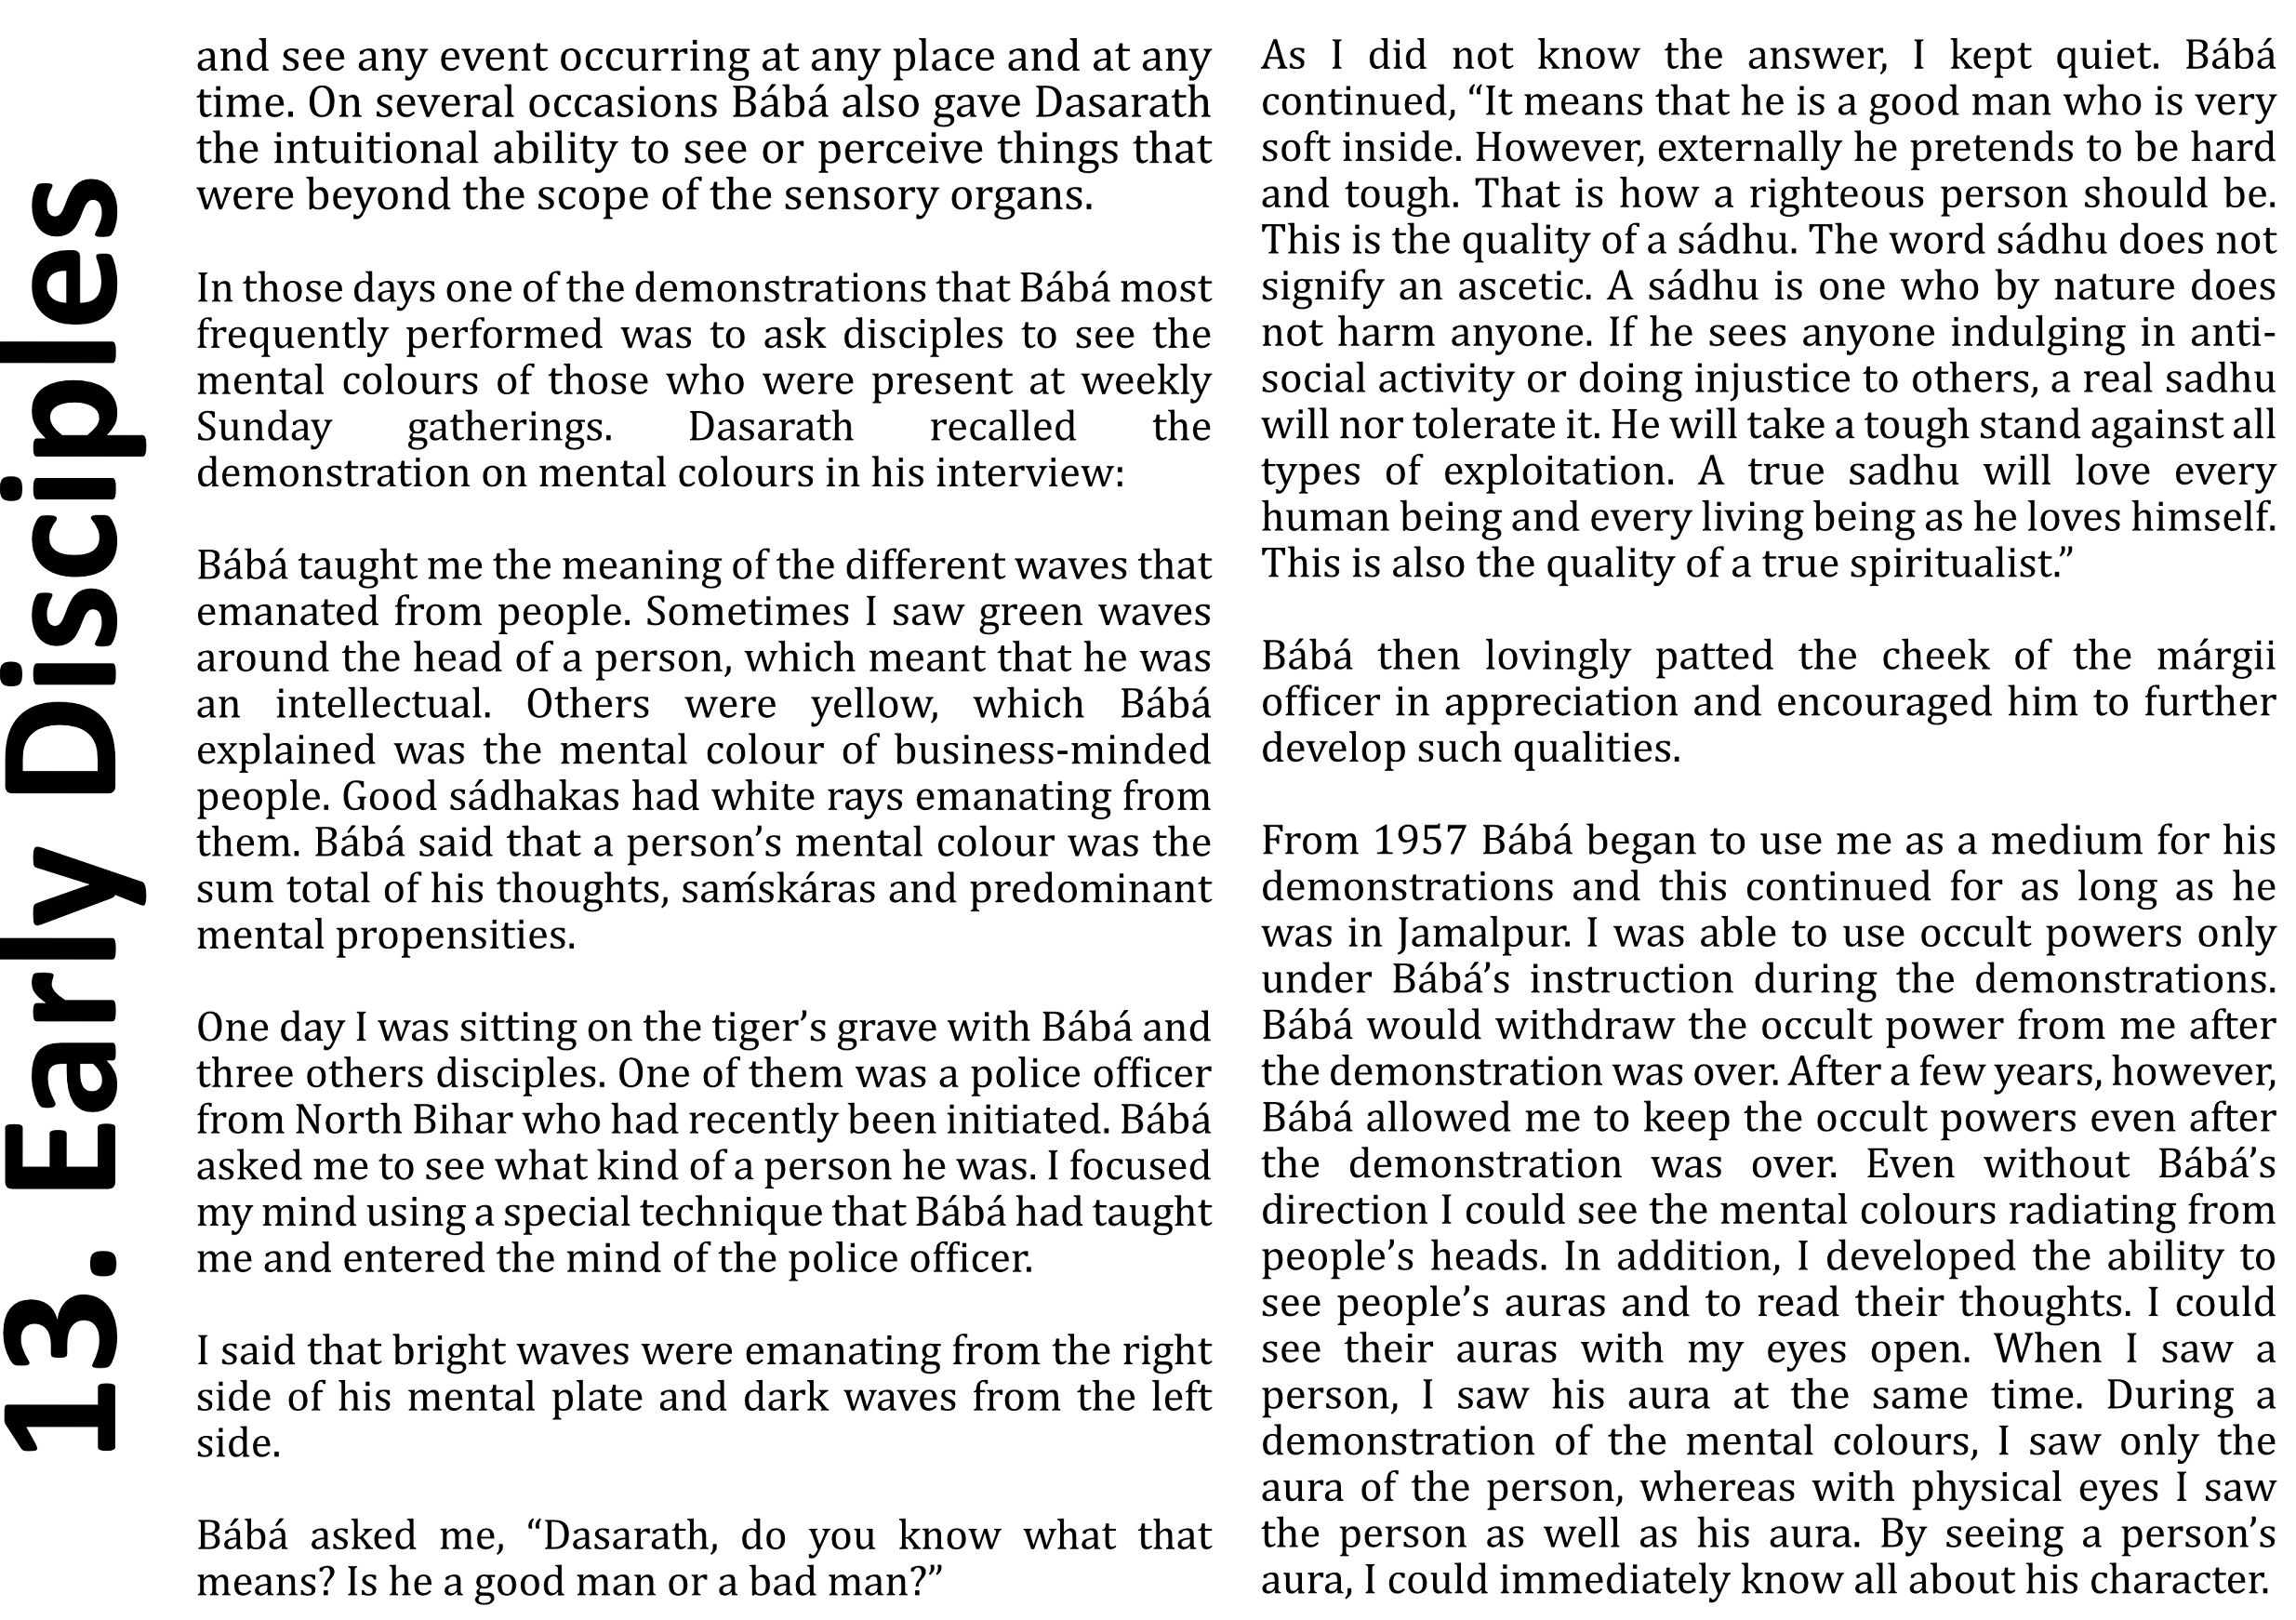 13. Early Disciples
and see any event occurring at any place and at any
time. On several occasions Bábá also gave Dasarath
the intuitional ability to see or perceive things that
were beyond the scope of the sensory organs.
In those days one of the demonstrations that Bábá most
frequently performed was to ask disciples to see the
mental colours of those who were present at weekly
Sunday gatherings. Dasarath recalled the
demonstration on mental colours in his interview:
Bábá taught me the meaning of the different waves that
emanated from people. Sometimes I saw green waves
around the head of a person, which meant that he was
an intellectual. Others were yellow, which Bábá
explained was the mental colour of business-minded
people. Good sádhakas had white rays emanating from
them. Bábá said that a person’s mental colour was the
sum total of his thoughts, saḿskáras and predominant
mental propensities.
One day I was sitting on the tiger’s grave with Bábá and
three others disciples. One of them was a police officer
from North Bihar who had recently been initiated. Bábá
asked me to see what kind of a person he was. I focused
my mind using a special technique that Bábá had taught
me and entered the mind of the police officer.
I said that bright waves were emanating from the right
side of his mental plate and dark waves from the left
side.
Bábá asked me, “Dasarath, do you know what that
means? Is he a good man or a bad man?”
As I did not know the answer, I kept quiet. Bábá
continued, “It means that he is a good man who is very
soft inside. However, externally he pretends to be hard
and tough. That is how a righteous person should be.
This is the quality of a sádhu. The word sádhu does not
signify an ascetic. A sádhu is one who by nature does
not harm anyone. If he sees anyone indulging in anti-
social activity or doing injustice to others, a real sadhu
will nor tolerate it. He will take a tough stand against all
types of exploitation. A true sadhu will love every
human being and every living being as he loves himself.
This is also the quality of a true spiritualist.”
Bábá then lovingly patted the cheek of the márgii
officer in appreciation and encouraged him to further
develop such qualities.
From 1957 Bábá began to use me as a medium for his
demonstrations and this continued for as long as he
was in Jamalpur. I was able to use occult powers only
under Bábá’s instruction during the demonstrations.
Bábá would withdraw the occult power from me after
the demonstration was over. After a few years, however,
Bábá allowed me to keep the occult powers even after
the demonstration was over. Even without Bábá’s
direction I could see the mental colours radiating from
people’s heads. In addition, I developed the ability to
see people’s auras and to read their thoughts. I could
see their auras with my eyes open. When I saw a
person, I saw his aura at the same time. During a
demonstration of the mental colours, I saw only the
aura of the person, whereas with physical eyes I saw
the person as well as his aura. By seeing a person’s
aura, I could immediately know all about his character.